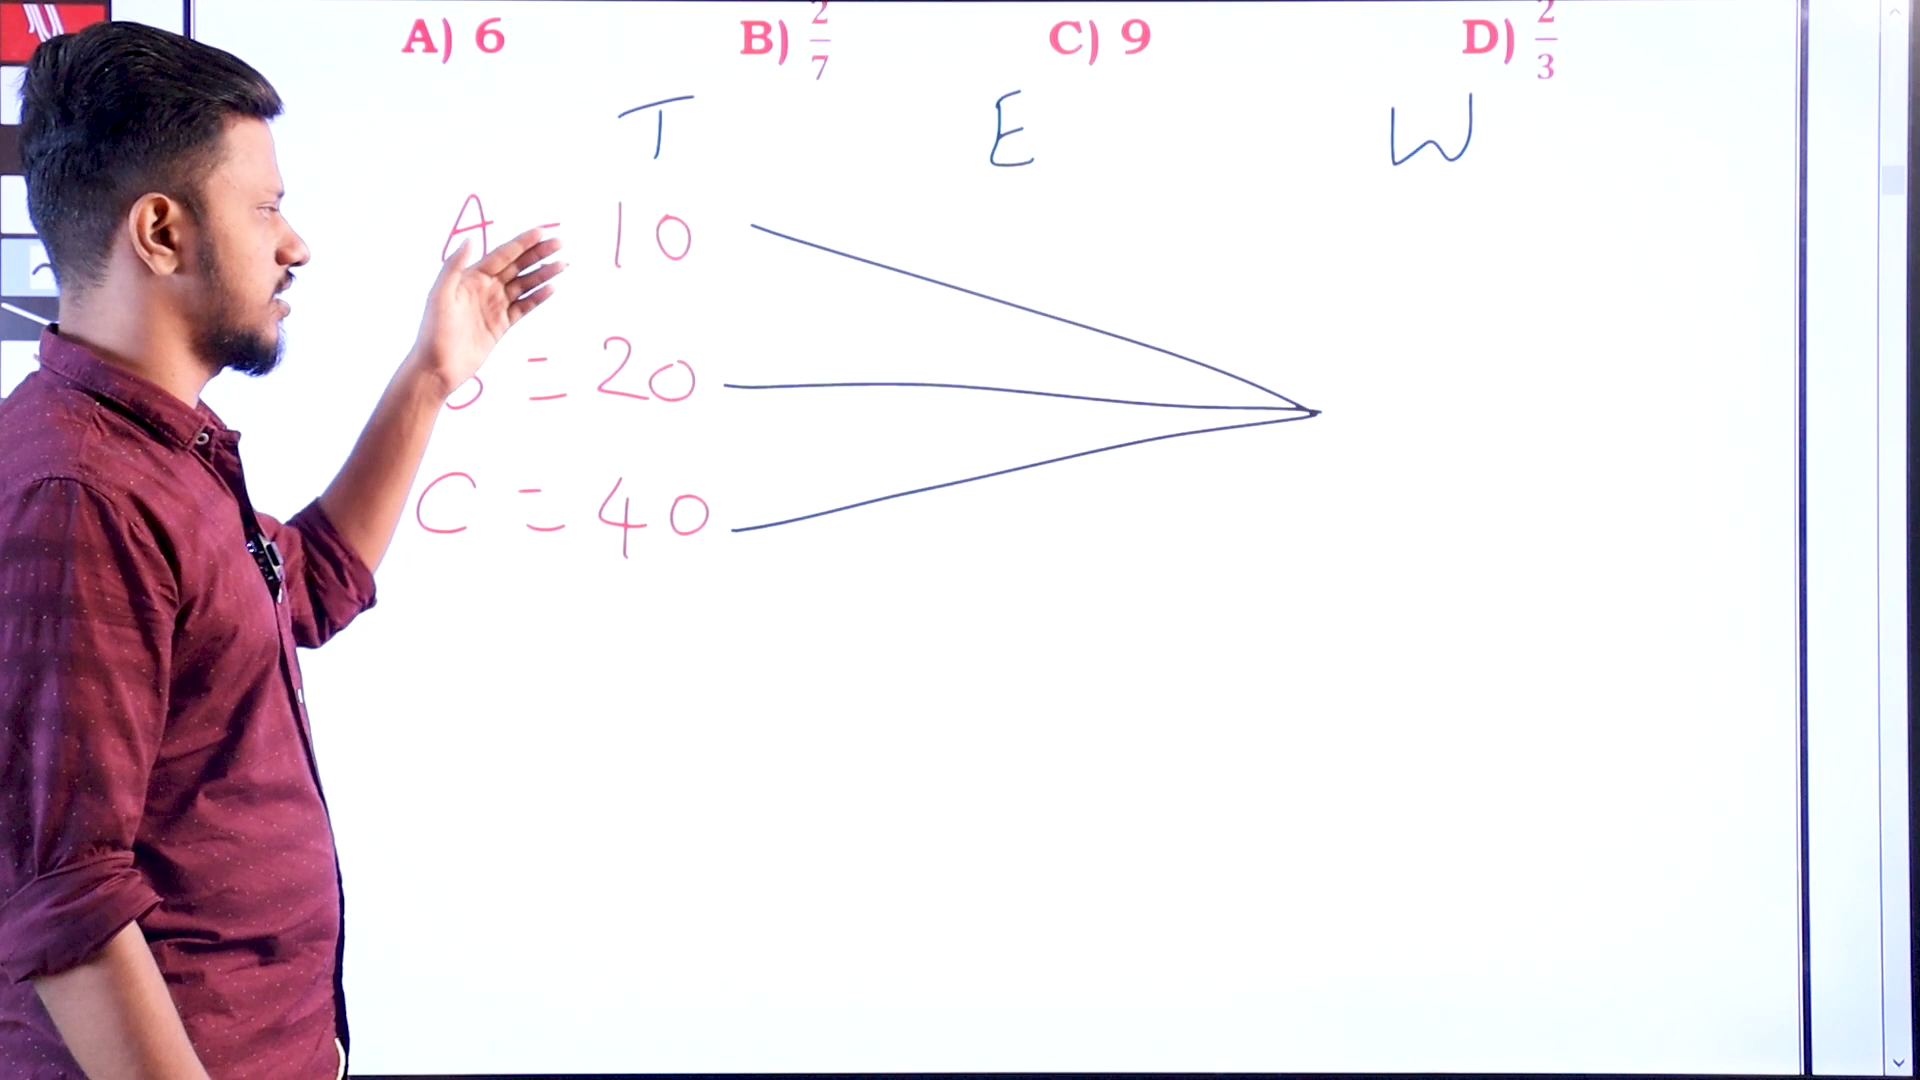 A) 6 B) 2/7 C) 9 D) 2/3
T E W
A = 10
= 20
C = 40